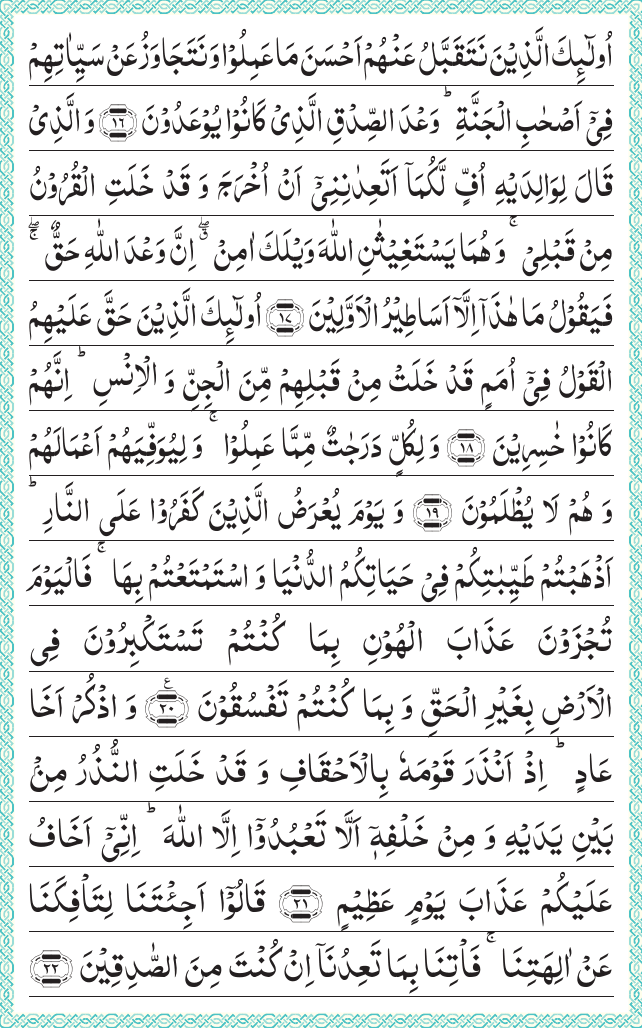 اُولٰٓئِكَ الَّذِيْنَ نَتَقَبَّلُ عَنْهُمْ اَحْسَنَ مَا عَمِلُوْا وَنَتَجَاوَزُ عَنْ سَيِّاٰتِهِمْ
فِيْٓ اَصْحٰبِ الْجَنَّةِ ؕ وَعْدَ الصِّدْقِ الَّذِيْ كَانُوْا يُوْعَدُوْنَ ١٦ وَ الَّذِيْ
قَالَ لِوَالِدَيْهِ اُفٍّ لَّكُمَاۤ اَتَعِدٰنِنِيْٓ اَنْ اُخْرَجَ وَ قَدْ خَلَتِ الْقُرُوْنُ
مِنْ قَبْلِيْ ۚ وَهُمَا يَسْتَغِيْثٰنِ اللّٰهَ وَيْلَكَ اٰمِنْ ۖ ۗ اِنَّ وَعْدَ اللّٰهِ حَقٌّ ۖ ۚ
فَيَقُوْلُ مَا هٰذَاۤ اِلَّاۤ اَسَاطِيْرُ الْاَوَّلِيْنَ ١٧ اُولٰٓئِكَ الَّذِيْنَ حَقَّ عَلَيْهِمُ
الْقَوْلُ فِيْٓ اُمَمٍ قَدْ خَلَتْ مِنْ قَبْلِهِمْ مِّنَ الْجِنِّ وَ الْاِنْسِ ؕ اِنَّهُمْ
كَانُوْا خٰسِرِيْنَ ١٨ وَ لِكُلٍّ دَرَجٰتٌ مِّمَّا عَمِلُوْا ۚ وَ لِيُوَفِّيَهُمْ اَعْمَالَهُمْ
وَ هُمْ لَا يُظْلَمُوْنَ ١٩ وَ يَوْمَ يُعْرَضُ الَّذِيْنَ كَفَرُوْا عَلَى النَّارِ ؕ
اَذْهَبْتُمْ طَيِّبٰتِكُمْ فِيْ حَيَاتِكُمُ الدُّنْيَا وَ اسْتَمْتَعْتُمْ بِهَا ۚ فَالْيَوْمَ
تُجْزَوْنَ عَذَابَ الْهُوْنِ بِمَا كُنْتُمْ تَسْتَكْبِرُوْنَ فِى
الْاَرْضِ بِغَيْرِ الْحَقِّ وَ بِمَا كُنْتُمْ تَفْسُقُوْنَ ٢٠ ع وَ اذْكُرْ اَخَا
عَادٍ ؕ اِذْ اَنْذَرَ قَوْمَهٗ بِالْاَحْقَافِ وَ قَدْ خَلَتِ النُّذُرُ مِنْۢ
بَيْنِ يَدَيْهِ وَ مِنْ خَلْفِهٖۤ اَلَّا تَعْبُدُوْۤا اِلَّا اللّٰهَ ؕ اِنِّيْٓ اَخَافُ
عَلَيْكُمْ عَذَابَ يَوْمٍ عَظِيْمٍ ٢١ قَالُوْۤا اَجِئْتَنَا لِتَاْفِكَنَا
عَنْ اٰلِهَتِنَا ۚ فَاْتِنَا بِمَا تَعِدُنَاۤ اِنْ كُنْتَ مِنَ الصّٰدِقِيْنَ ٢٢